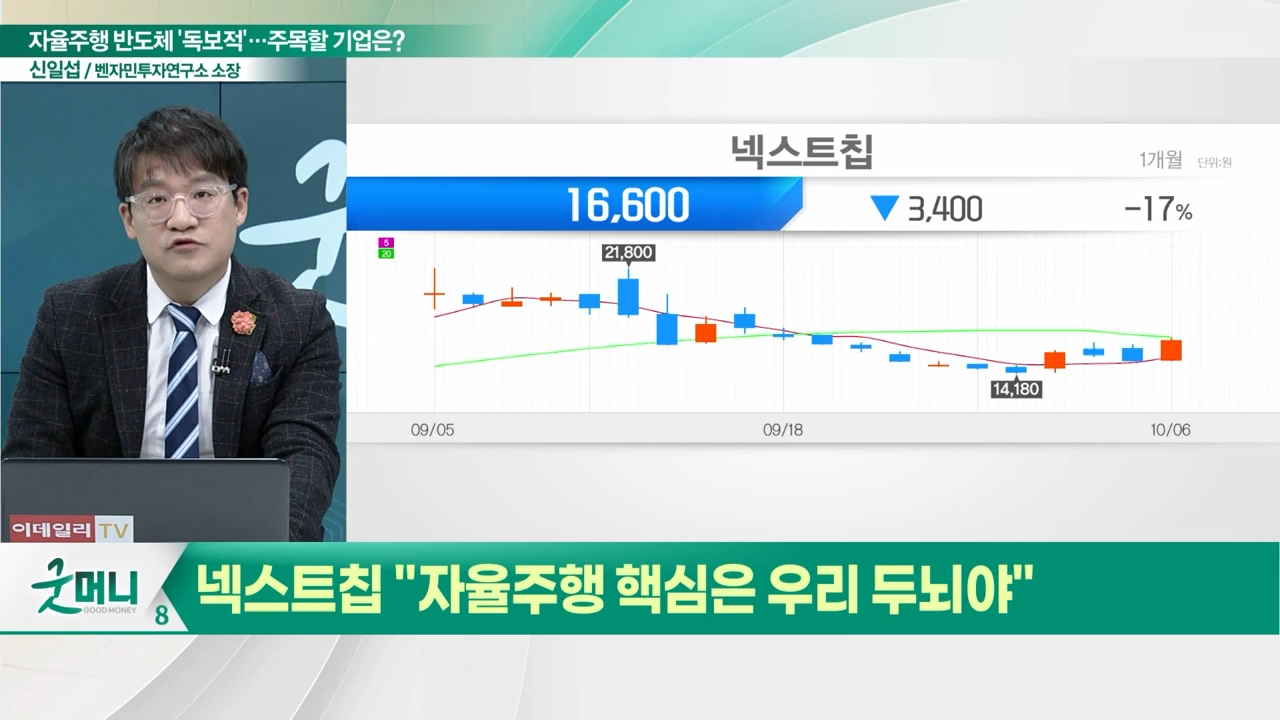 자율주행 반도체 '독보적'…주목할 기업은?
신일섭 / 벤자민투자연구소 소장
넥스트칩
1개월 단위:원
16,600 ▼ 3,400 -17%
5
20
21,800
14,180
09/05 09/18 10/06
이데일리TV
굿머니
GOOD MONEY
8
넥스트칩 "자율주행 핵심은 우리 두뇌야"